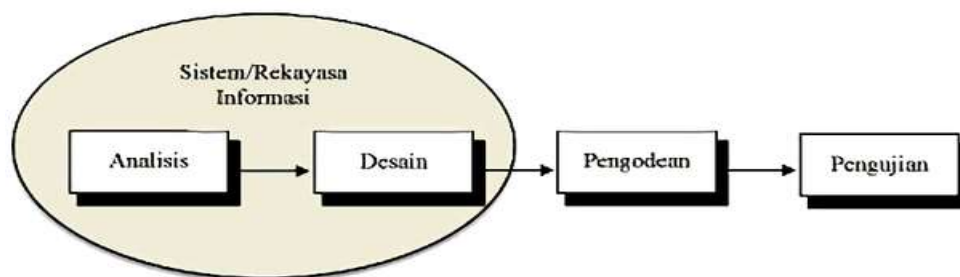 Sistem/Rekayasa
Informasi
Analisis
Desain
Pengodean
Pengujian